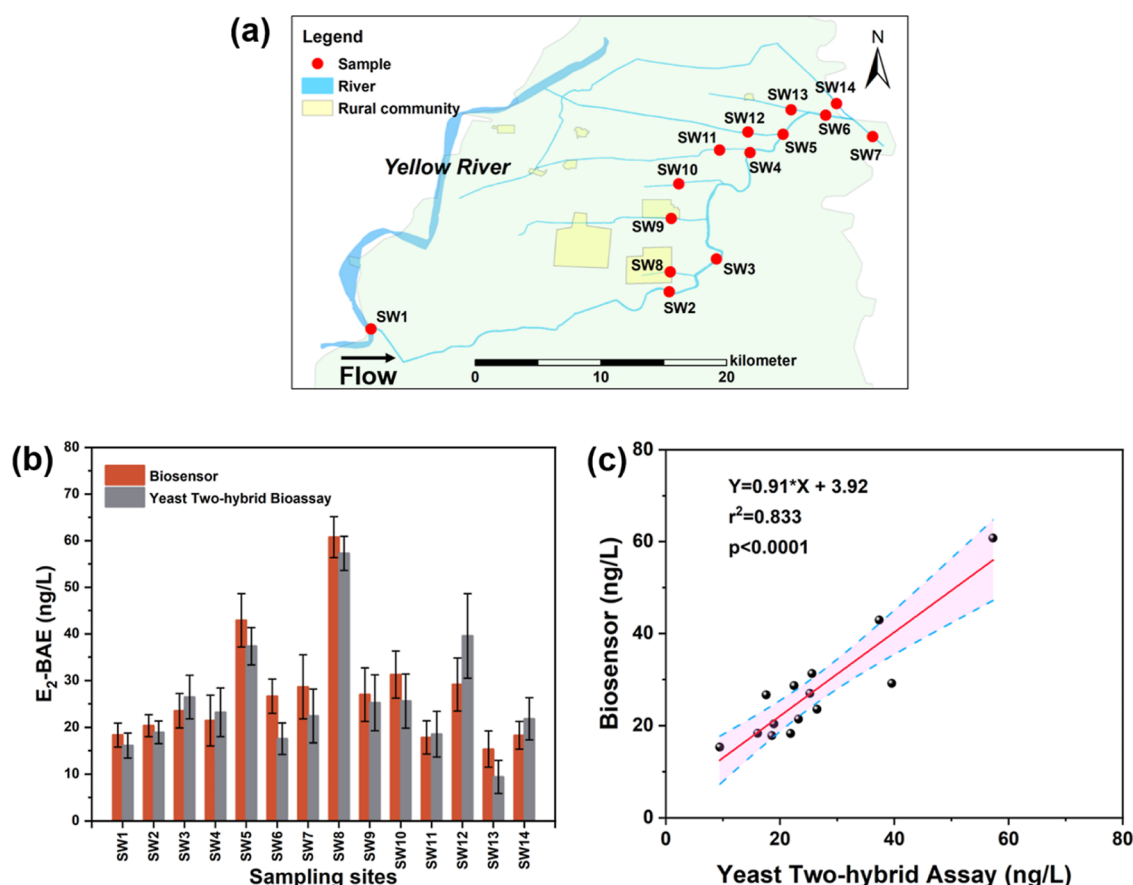 (a)
Legend
Sample
River
Rural community
N
Yellow River
SW14
SW13
SW12
SW6
SW11
SW5
SW7
SW4
SW10
SW9
SW8
SW3
SW2
SW1
Flow
kilometer
0
10
20
(b)
80
70
60
50
40
30
20
10
0
E₂-BAE (ng/L)
Biosensor
Yeast Two-hybrid Bioassay
SW1
SW2
SW3
SW4
SW5
SW6
SW7
SW8
SW9
SW10
SW11
SW12
SW13
SW14
Sampling sites
(c)
80
60
40
20
0
Biosensor (ng/L)
Y=0.91*X + 3.92
r²=0.833
p<0.0001
0
20
40
60
80
Yeast Two-hybrid Assay (ng/L)